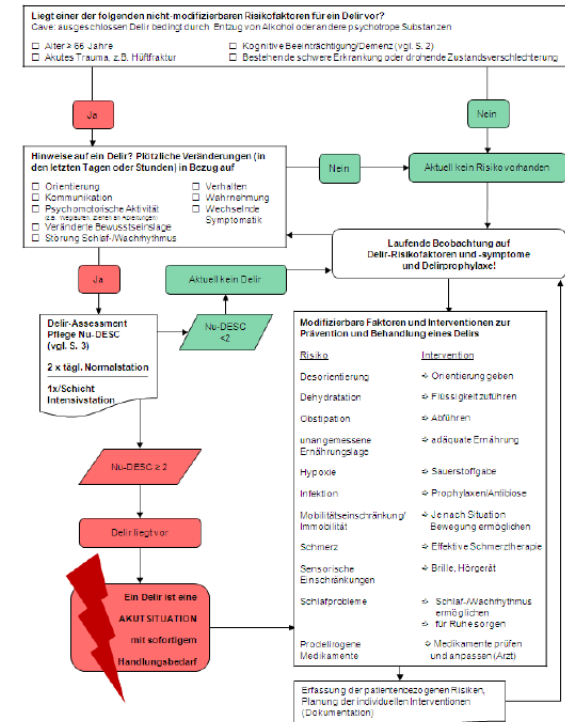 Liegt einer der folgenden nicht-modifizierbaren Risikofaktoren für ein Delir vor?
Cave: ausgeschlossen Delir bedingt durch Entzug von Alkohol oder andere psychotrope Substanzen
☐ Alter ≥ 66 Jahre
☐ Kognitive Beeinträchtigung/Demenz (vgl. S. 2)
☐ Akutes Trauma, z.B. Hüftfraktur
☐ Bestehende schwere Erkrankung oder drohende Zustandsverschlechterung
Ja
Nein
Hinweise auf ein Delir? Plötzliche Veränderungen (in
den letzten Tagen oder Stunden) in Bezug auf
☐ Orientierung
☐ Kommunikation
☐ Psychomotorische Aktivität
☐ Veränderte Bewusstseinslage
☐ Störung Schlaf-/Wachrhythmus
☐ Verhalten
☐ Wahrnehmung
☐ Wechselnde
Symptomatik
Nein
Aktuell kein Risiko vorhanden
Laufende Beobachtung auf
Delir-Risikofaktoren und -symptome
und Delirprophylaxe!
Ja
Aktuell kein Delir
Delir-Assessment
Pflege Nu-DESC
(vgl. S. 3)
2 x tägl. Normalstation
1x/Schicht
Intensivstation
Nu-DESC
<2
Nu-DESC ≥ 2
Delir liegt vor
Ein Delir ist eine
AKUTSITUATION
mit sofortigem
Handlungsbedarf
Modifizierbare Faktoren und Interventionen zur
Prävention und Behandlung eines Delirs
Risiko Intervention
Desorientierung ➩ Orientierung geben
Dehydratation ➩ Flüssigkeit zuführen
Obstipation ➩ Abführen
unangemessene ➩ adäquate Ernährung
Ernährungslage
Hypoxie ➩ Sauerstoffgabe
Infektion ➩ Prophylaxen/Antibiose
Mobilitätseinschränkung/ ➩ Je nach Situation
Immobilität Bewegung ermöglichen
Schmerz ➩ Effektive Schmerztherapie
Sensorische ➩ Brille, Hörgerät
Einschränkungen
Schlafprobleme ➩ Schlaf-/Wachrhythmus
ermöglichen
➩ für Ruhe sorgen
Prodelirogene ➩ Medikamente prüfen
Medikamente und anpassen (Arzt)
Erfassung der patientenbezogenen Risiken,
Planung der individuellen Interventionen
(Dokumentation)